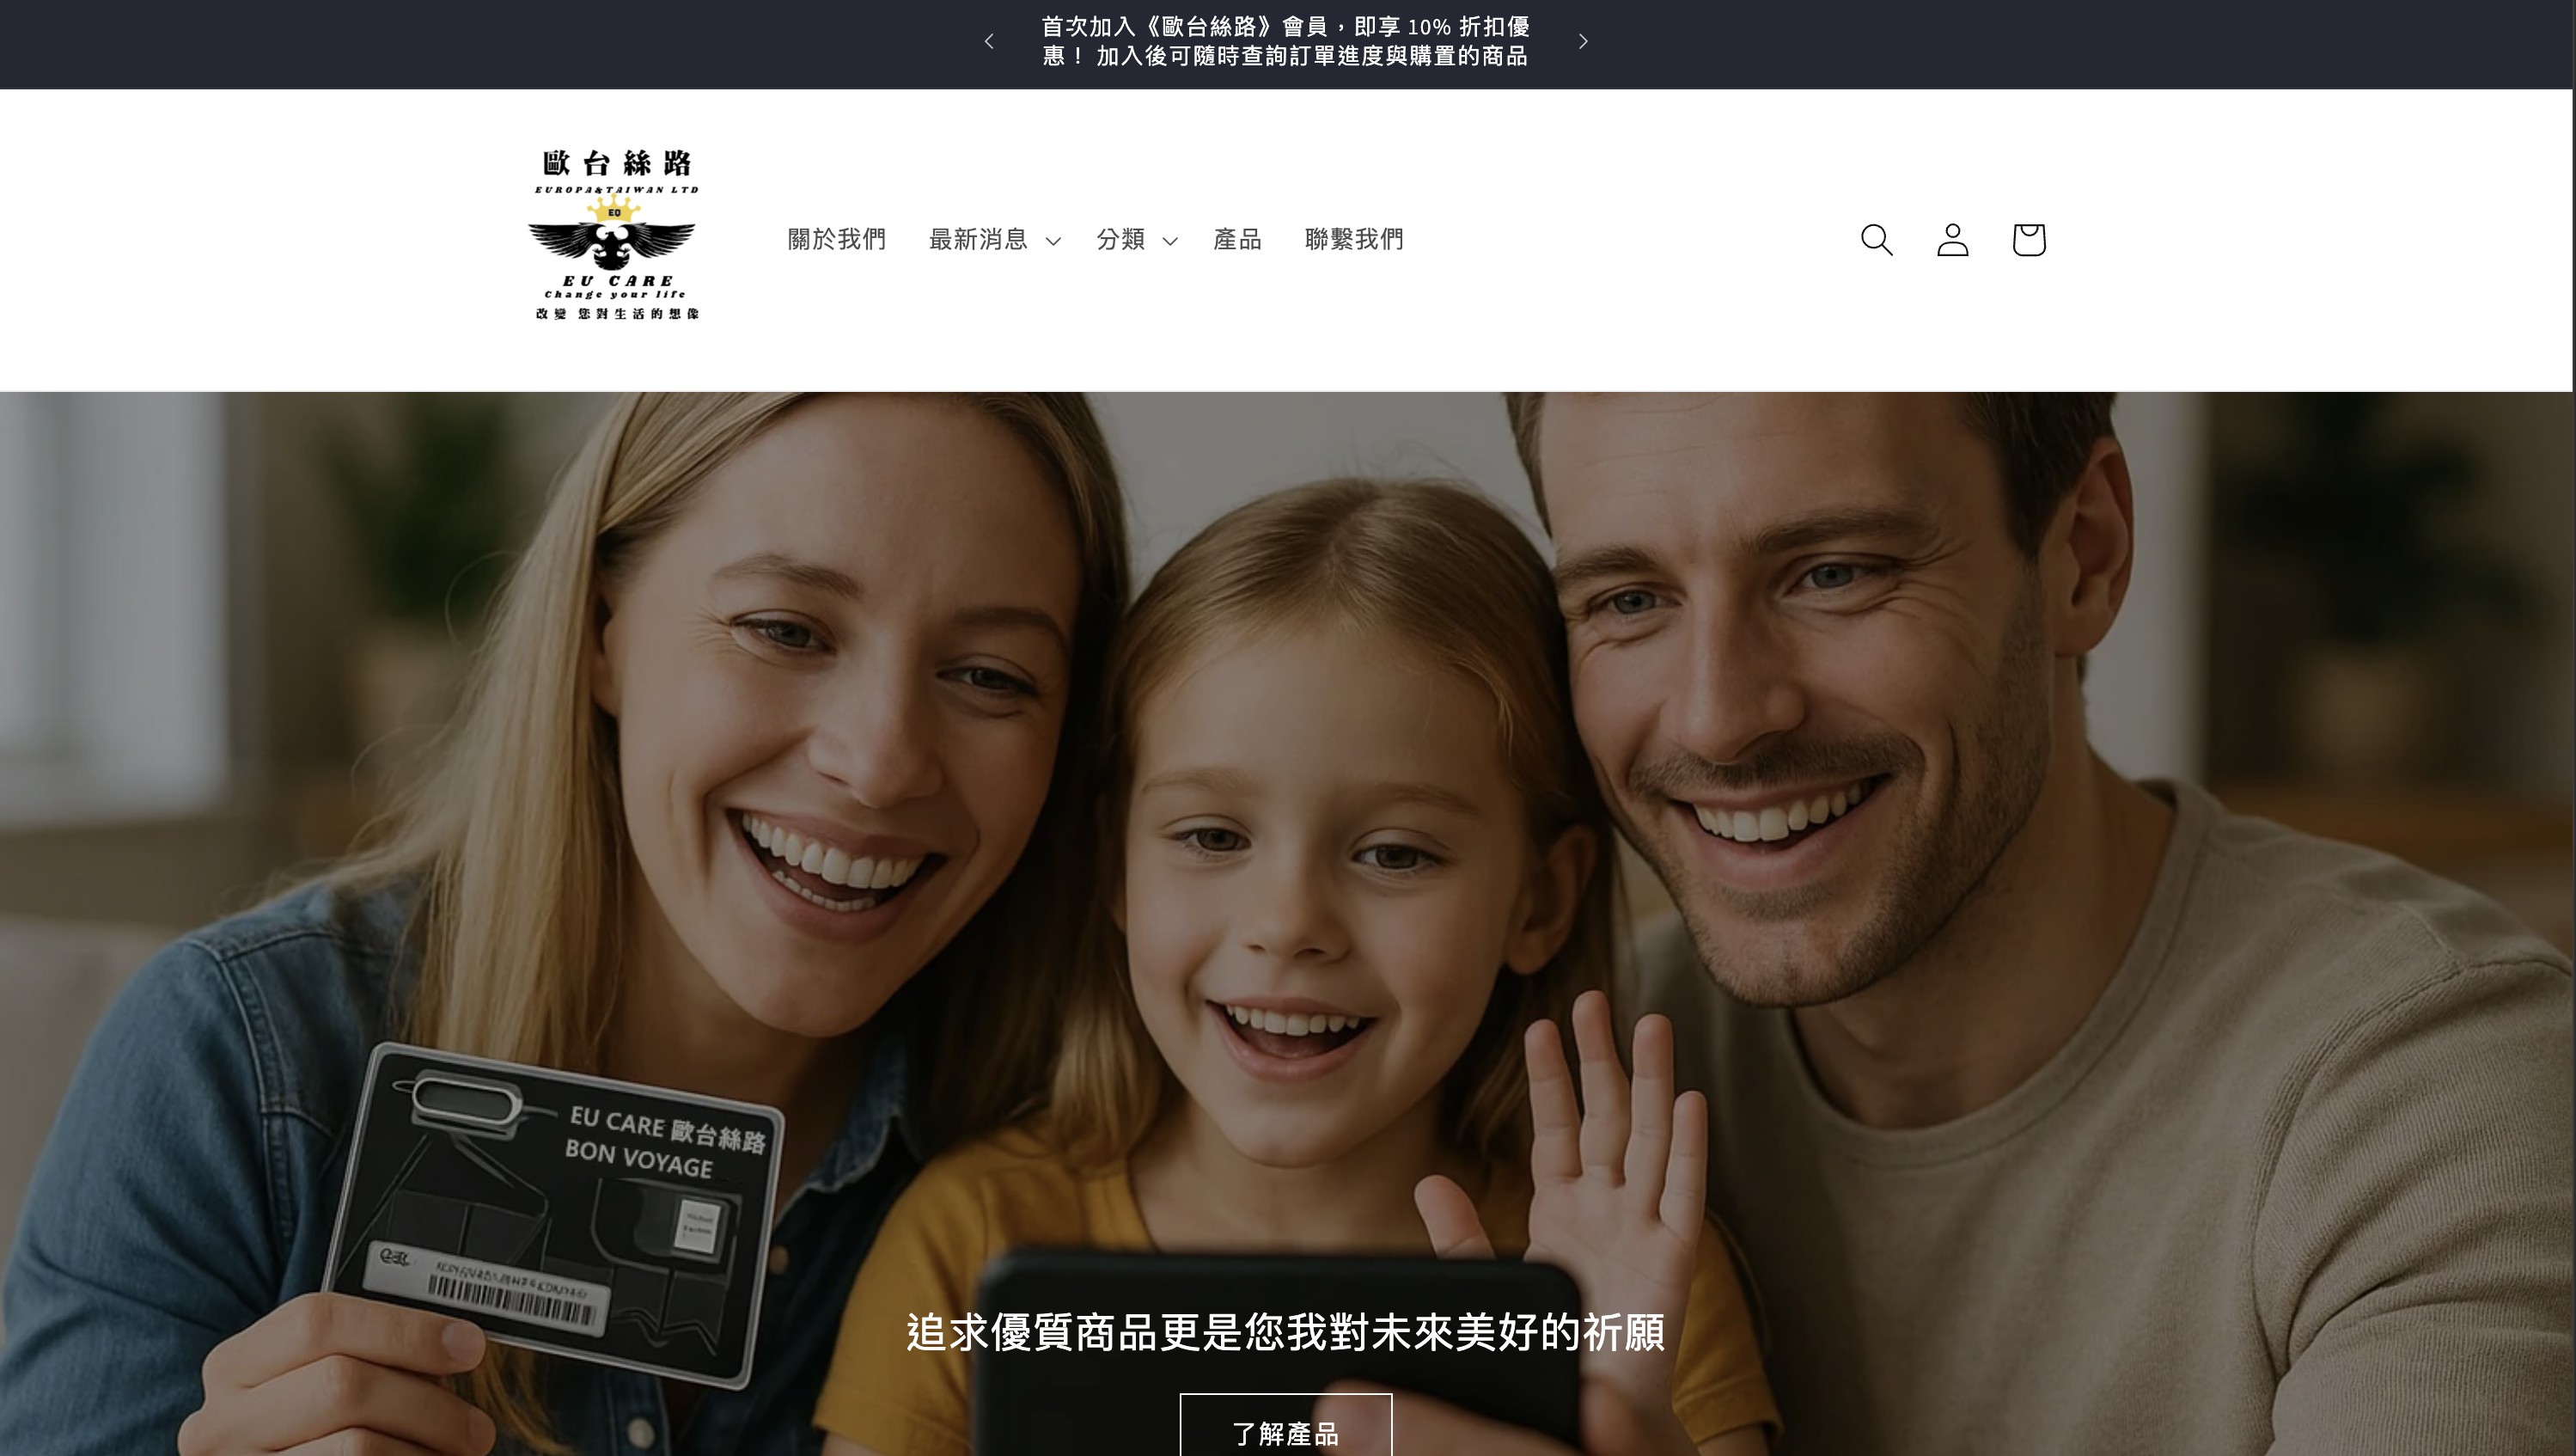 首次加入《歐台絲路》會員，即享 10% 折扣優
惠！ 加入後可隨時查詢訂單進度與購置的商品
歐台絲路
EUROPA&TAIWAN LTD
EQ
EU CARE
Change your life
改變 您對生活的想像
關於我們
最新消息
分類
產品
聯繫我們
EU CARE 歐台絲路
BON VOYAGE
追求優質商品更是您我對未來美好的祈願
了解產品